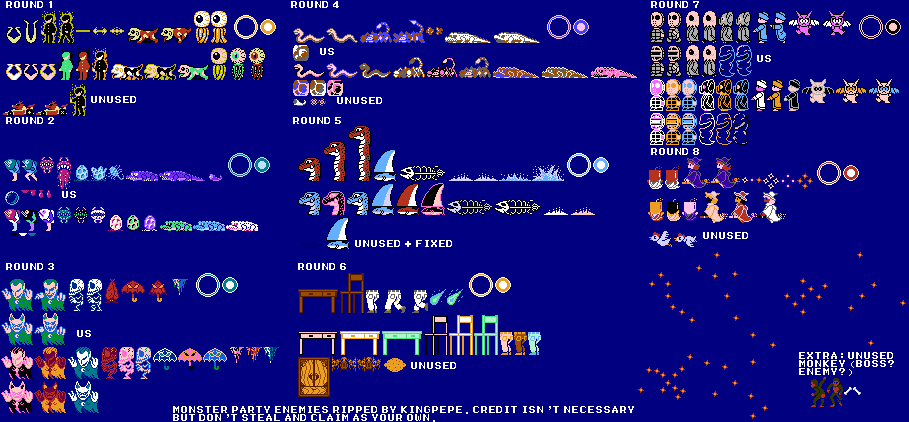 ROUND 1
UNUSED
ROUND 2
US
ROUND 3
US
ROUND 4
US
UNUSED
ROUND 5
UNUSED + FIXED
ROUND 6
UNUSED
ROUND 7
US
ROUND 8
UNUSED
EXTRA: UNUSED
MONKEY (BOSS?
ENEMY?)
MONSTER PARTY ENEMIES RIPPED BY KINGPEPE. CREDIT ISN'T NECESSARY
BUT DON'T STEAL AND CLAIM AS YOUR OWN.